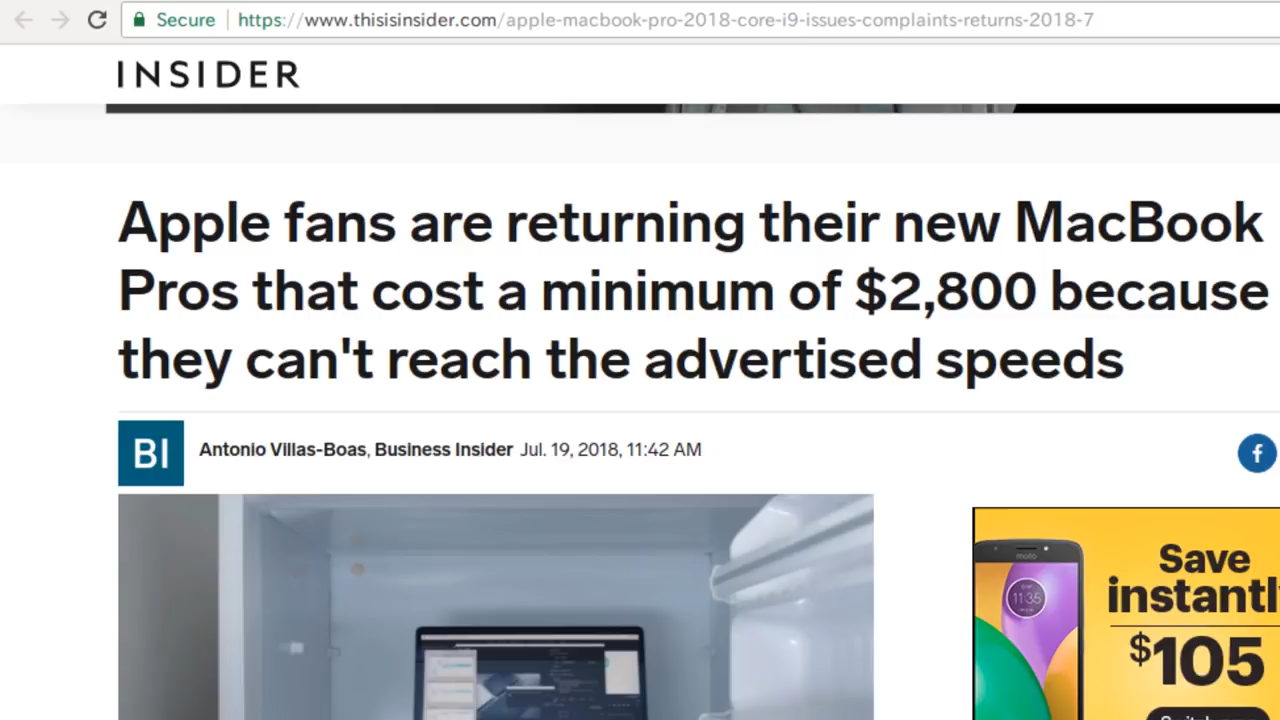 Secure https://www.thisisinsider.com/apple-macbook-pro-2018-core-i9-issues-complaints-returns-2018-7
INSIDER
Apple fans are returning their new MacBook
Pros that cost a minimum of $2,800 because
they can't reach the advertised speeds
BI
Antonio Villas-Boas, Business Insider Jul. 19, 2018, 11:42 AM
f
moto
11:35
Save
instantly
$105